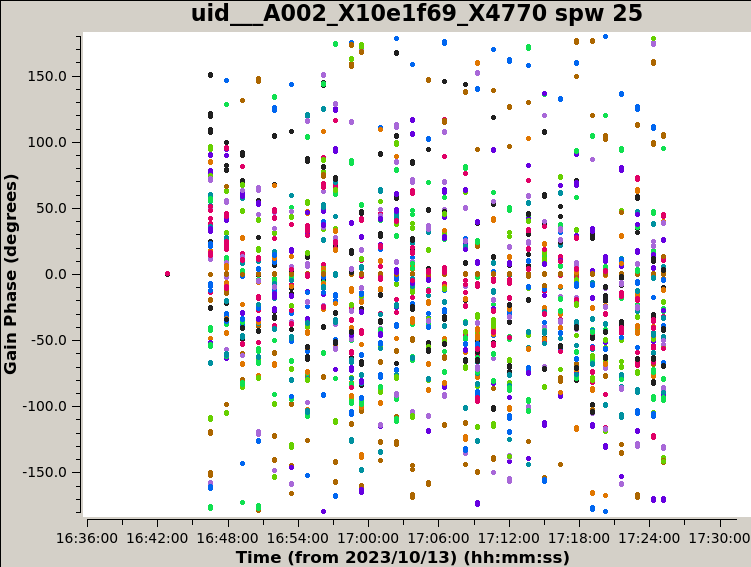 uid___A002_X10e1f69_X4770 spw 25
Gain Phase (degrees)
150.0
100.0
50.0
0.0
-50.0
-100.0
-150.0
16:36:00 16:42:00 16:48:00 16:54:00 17:00:00 17:06:00 17:12:00 17:18:00 17:24:00 17:30:00
Time (from 2023/10/13) (hh:mm:ss)